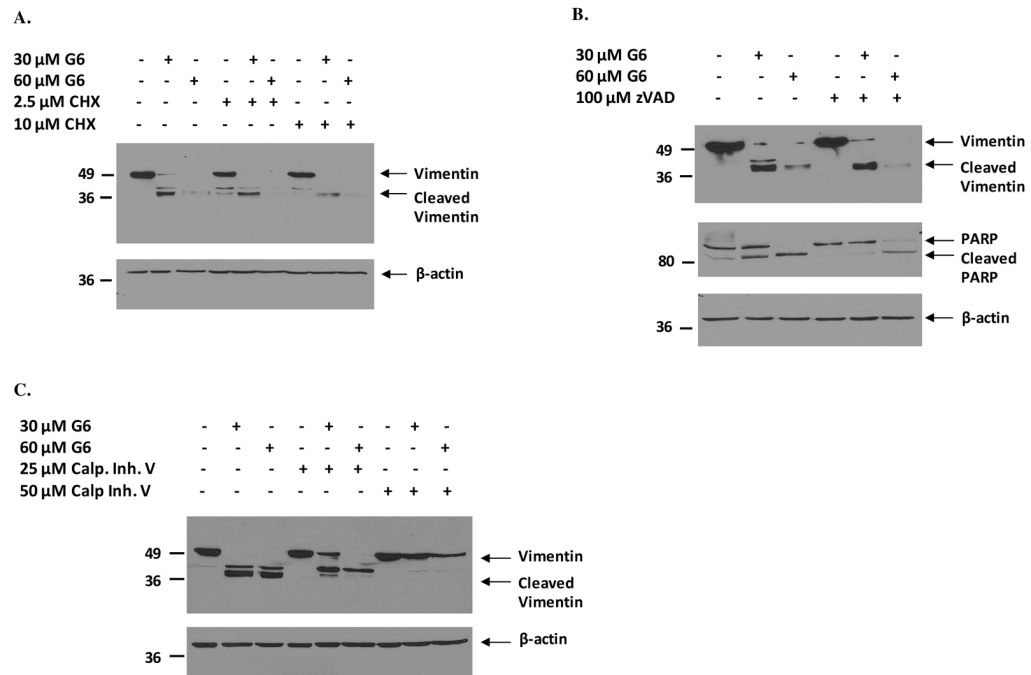 A.
30 µM G6 - + - - + - - + -
60 µM G6 - - + - - + - - +
2.5 µM CHX - - - + + + - - -
10 µM CHX - - - - - - + + +
49
36
Vimentin
Cleaved
Vimentin
36
β-actin
B.
30 µM G6 - + - - + -
60 µM G6 - - + - - +
100 µM zVAD - - - + + +
49
36
Vimentin
Cleaved
Vimentin
80
PARP
Cleaved
PARP
36
β-actin
C.
30 µM G6 - + - - + - - + -
60 µM G6 - - + - - + - - +
25 µM Calp. Inh. V - - - + + + - - -
50 µM Calp Inh. V - - - - - - + + +
49
36
Vimentin
Cleaved
Vimentin
36
β-actin